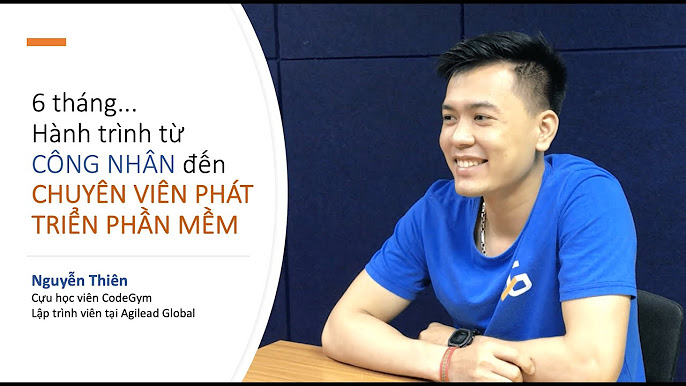 6 tháng...
Hành trình từ
CÔNG NHÂN đến
CHUYÊN VIÊN PHÁT
TRIỂN PHẦN MỀM
Nguyễn Thiên
Cựu học viên CodeGym
Lập trình viên tại Agilead Global